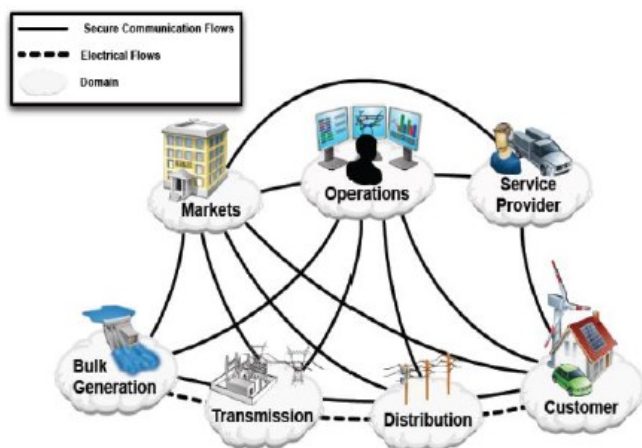 Secure Communication Flows
Electrical Flows
Domain
Markets
Operations
Service
Provider
Bulk
Generation
Transmission
Distribution
Customer